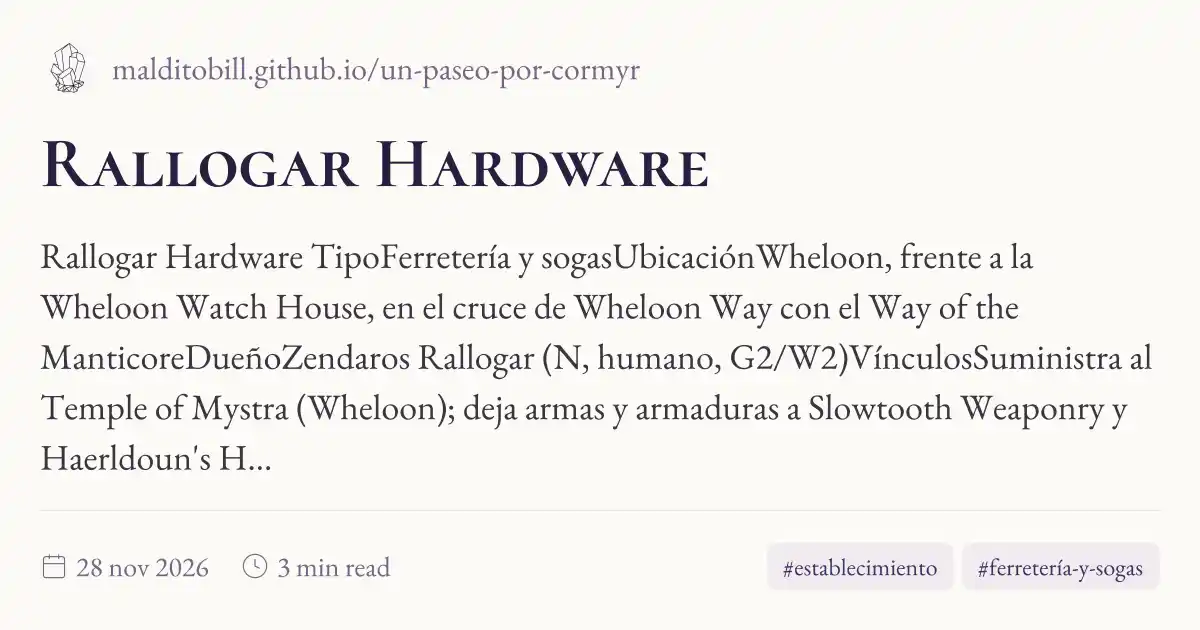 malditobill.github.io/un-paseo-por-cormyr
Rallogar Hardware
Rallogar Hardware TipoFerretería y sogasUbicaciónWheloon, frente a la
Wheloon Watch House, en el cruce de Wheloon Way con el Way of the
ManticoreDueñoZendaros Rallogar (N, humano, G2/W2)VínculosSuministra al
Temple of Mystra (Wheloon); deja armas y armaduras a Slowtooth Weaponry y
Haerldoun's H...
28 nov 2026 3 min read #establecimiento #ferretería-y-sogas